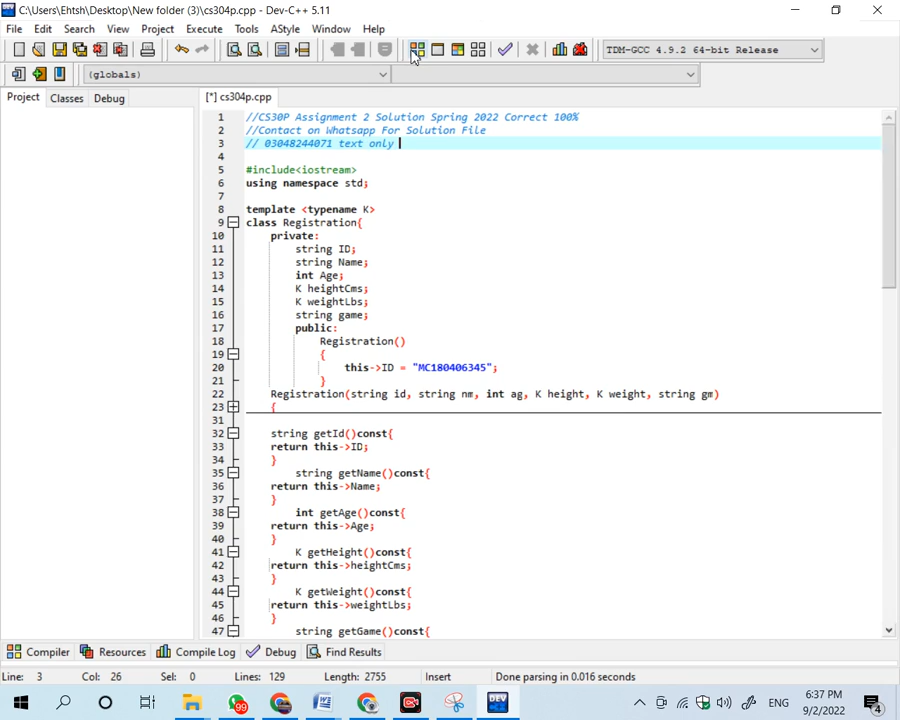 C:\Users\Ehtsh\Desktop\New folder (3)\cs304p.cpp - Dev-C++ 5.11
File Edit Search View Project Execute Tools AStyle Window Help
TDM-GCC 4.9.2 64-bit Release
(globals)
Project Classes Debug [*] cs304p.cpp
1 //CS30P Assignment 2 Solution Spring 2022 Correct 100%
2 //Contact on Whatsapp For Solution File
3 // 03048244071 text only
4
5 #include<iostream>
6 using namespace std;
7
8 template <typename K>
9 class Registration{
10 private:
11 string ID;
12 string Name;
13 int Age;
14 K heightCms;
15 K weightLbs;
16 string game;
17 public:
18 Registration()
19 {
20 this->ID = "MC180406345";
21 }
22 Registration(string id, string nm, int ag, K height, K weight, string gm)
23 {
31
32 string getId()const{
33 return this->ID;
34 }
35 string getName()const{
36 return this->Name;
37 }
38 int getAge()const{
39 return this->Age;
40 }
41 K getHeight()const{
42 return this->heightCms;
43 }
44 K getWeight()const{
45 return this->weightLbs;
46 }
47 string getGame()const{
Compiler Resources Compile Log Debug Find Results
Line: 3 Col: 26 Sel: 0 Lines: 129 Length: 2755 Insert Done parsing in 0.016 seconds
99 W DEV ENG 6:37 PM 9/2/2022 4